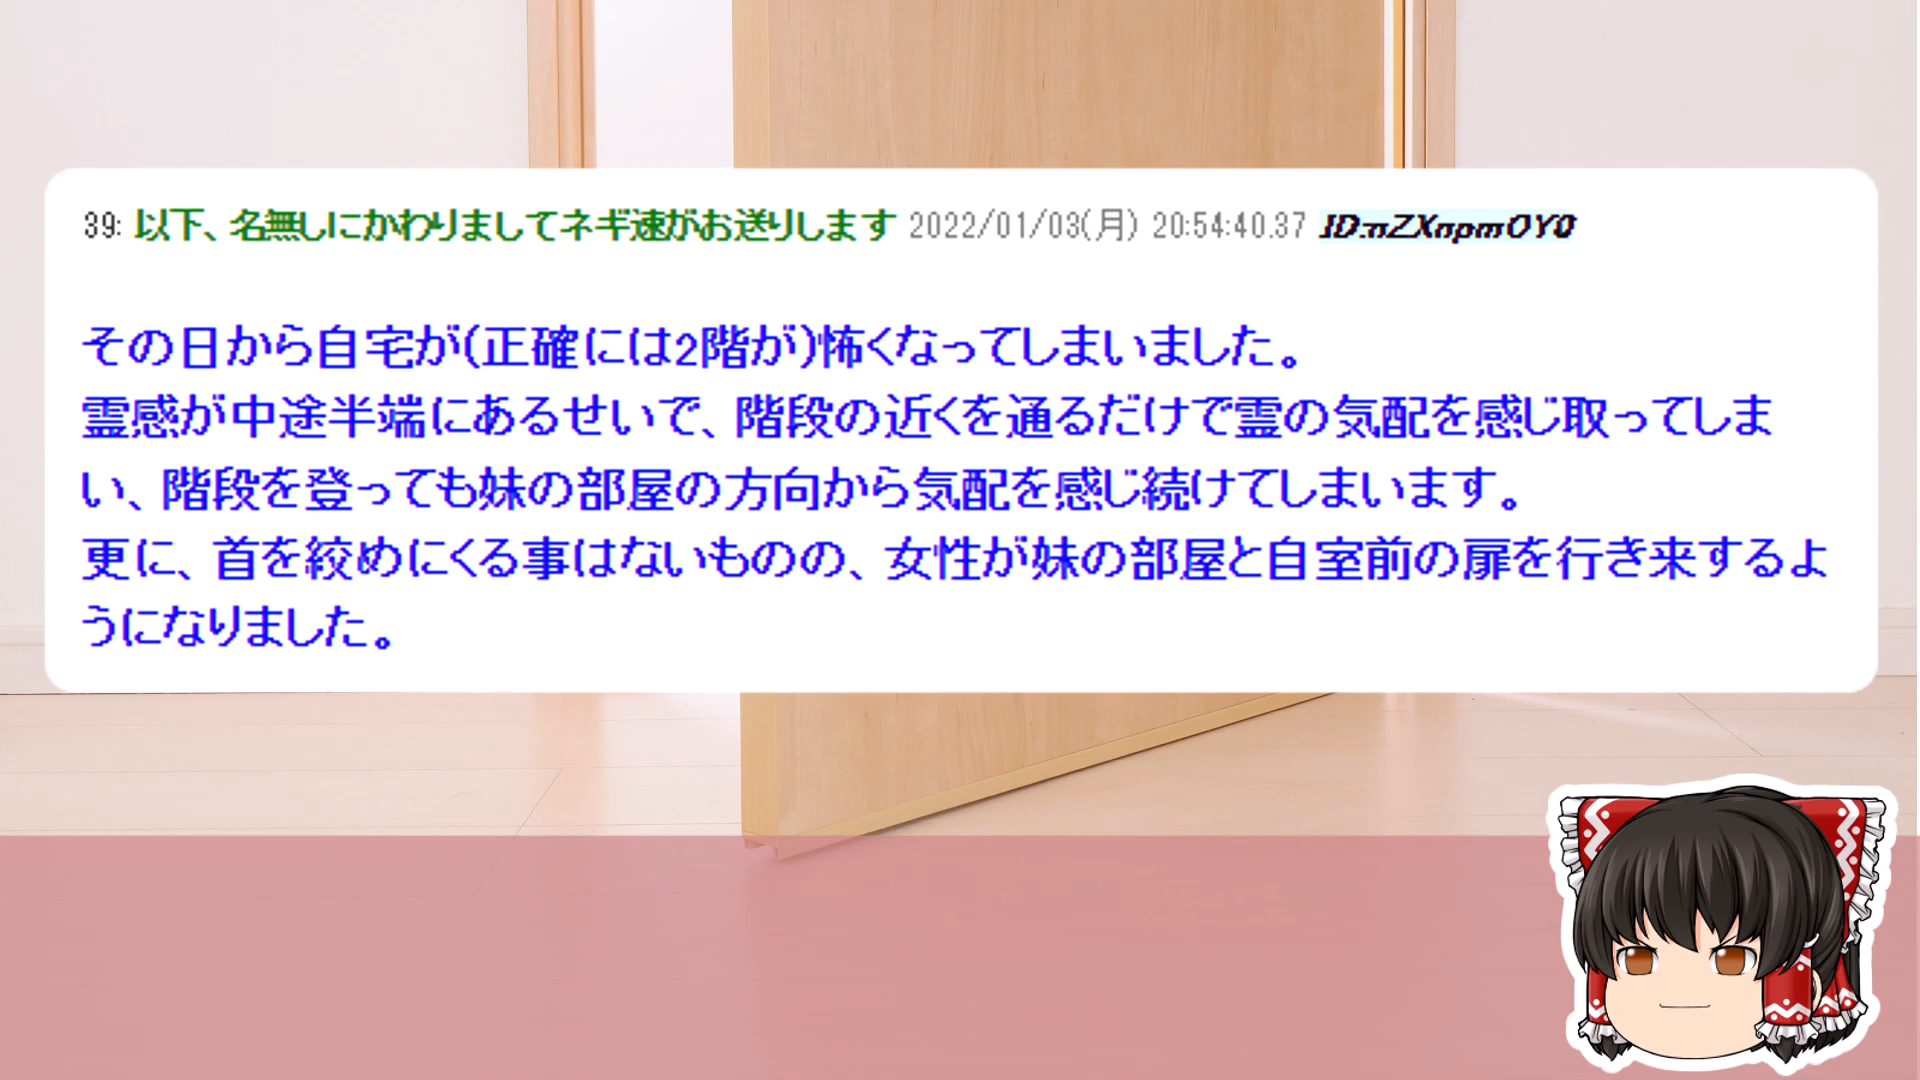 39: 以下、名無しにかわりましてネギ速がお送りします 2022/01/03(月) 20:54:40.37 ID:nZXnpmOY0
その日から自宅が(正確には2階が)怖くなってしまいました。
霊感が中途半端にあるせいで、階段の近くを通るだけで霊の気配を感じ取ってしま
い、階段を登っても妹の部屋の方向から気配を感じ続けてしまいます。
更に、首を絞めにくる事はないものの、女性が妹の部屋と自室前の扉を行き来するよ
うになりました。